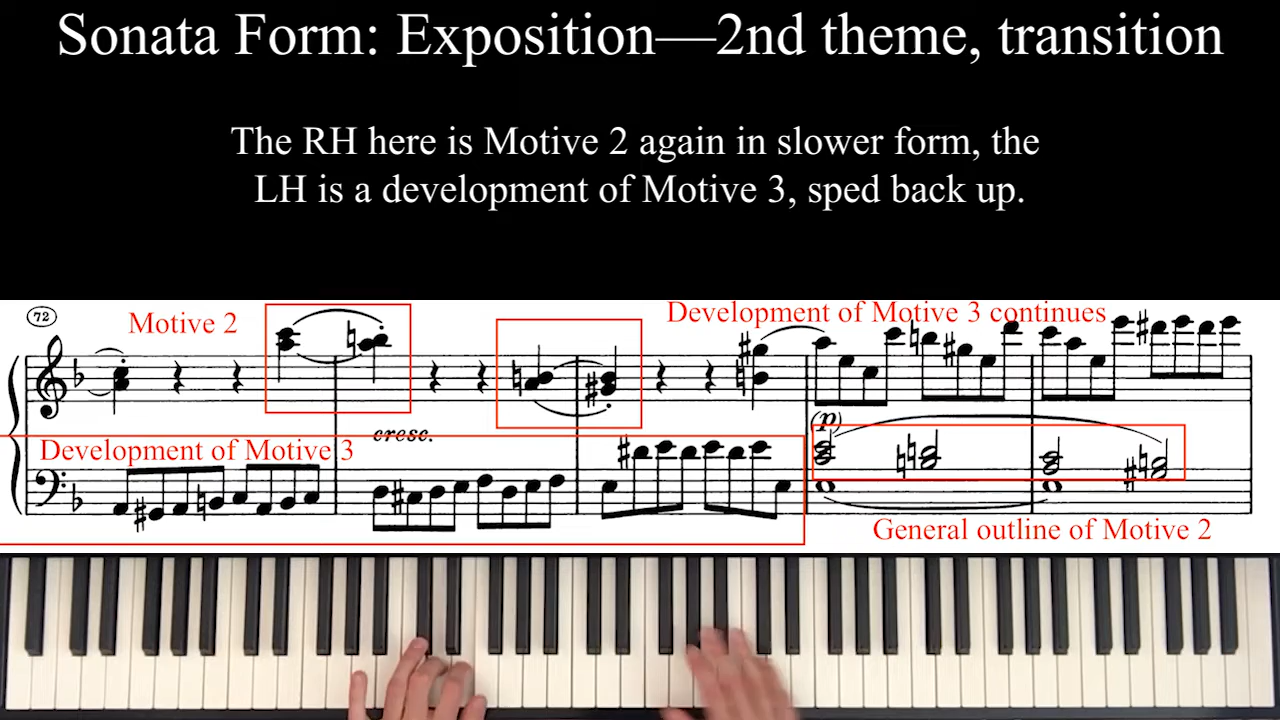 Sonata Form: Exposition—2nd theme, transition
The RH here is Motive 2 again in slower form, the
LH is a development of Motive 3, sped back up.
72
Motive 2
Development of Motive 3 continues
cresc.
(p)
Development of Motive 3
General outline of Motive 2